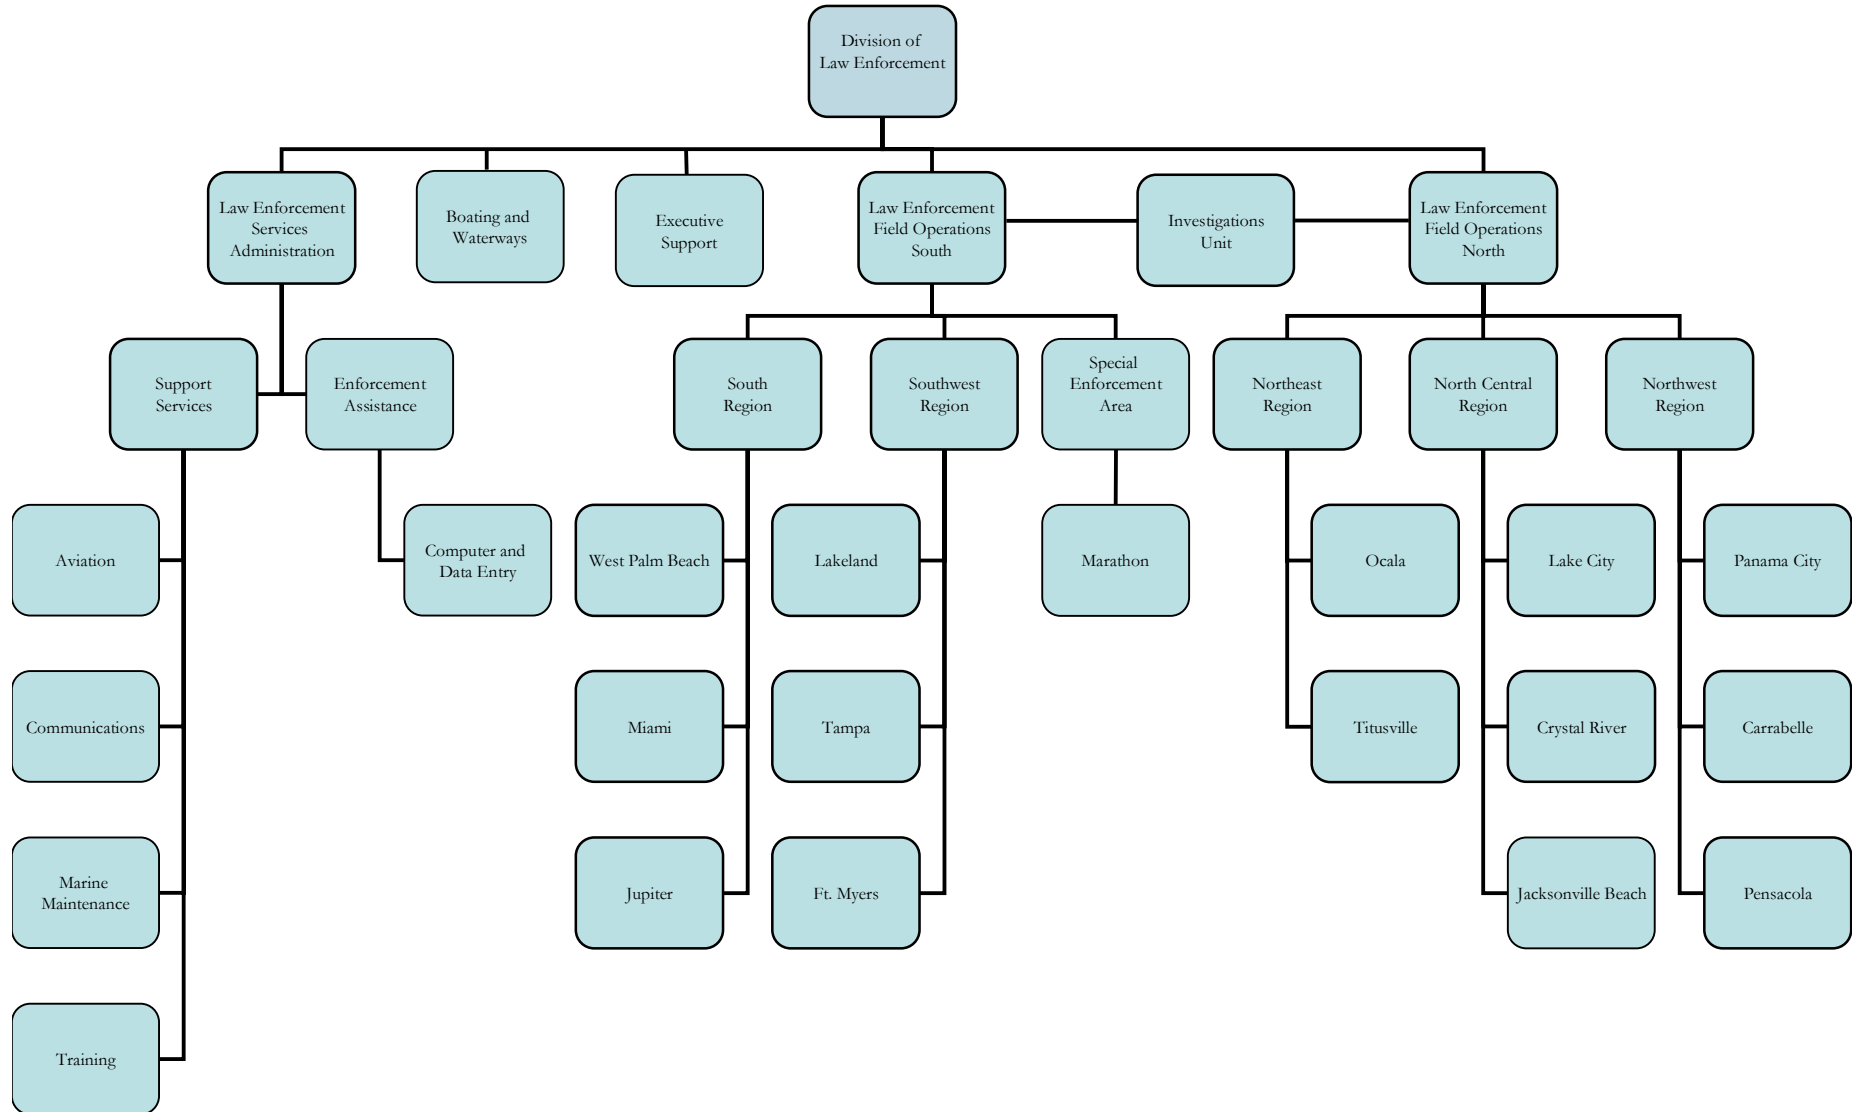 Division of
Law Enforcement
Law Enforcement
Services
Administration
Boating and
Waterways
Executive
Support
Law Enforcement
Field Operations
South
Investigations
Unit
Law Enforcement
Field Operations
North
Support
Services
Enforcement
Assistance
South
Region
Southwest
Region
Special
Enforcement
Area
Northeast
Region
North Central
Region
Northwest
Region
Aviation
Computer and
Data Entry
West Palm Beach
Lakeland
Marathon
Ocala
Lake City
Panama City
Communications
Miami
Tampa
Titusville
Crystal River
Carrabelle
Marine
Maintenance
Jupiter
Ft. Myers
Jacksonville Beach
Pensacola
Training